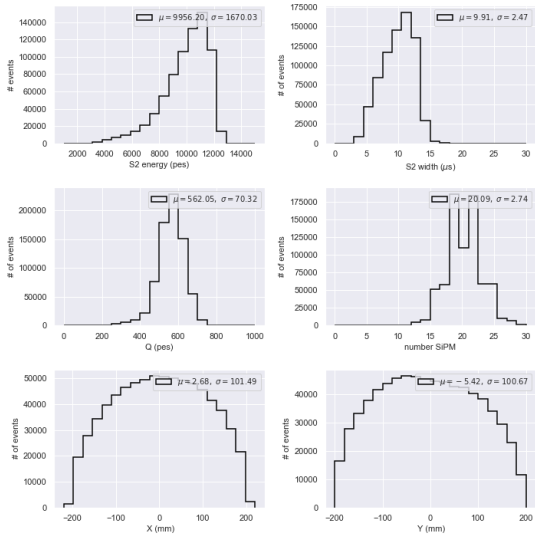 μ = 9956.20, σ = 1670.03
# of events
140000
120000
100000
80000
60000
40000
20000
0
2000 4000 6000 8000 10000 12000 14000
S2 energy (pes)
μ = 9.91, σ = 2.47
# of events
175000
150000
125000
100000
75000
50000
25000
0
0 5 10 15 20 25 30
S2 width (μs)
μ = 562.05, σ = 70.32
# of events
200000
150000
100000
50000
0
0 200 400 600 800 1000
Q (pes)
μ = 20.09, σ = 2.74
# of events
175000
150000
125000
100000
75000
50000
25000
0
0 5 10 15 20 25 30
number SiPM
μ = 2.68, σ = 101.49
# of events
50000
40000
30000
20000
10000
0
−200 −100 0 100 200
X (mm)
μ = −5.42, σ = 100.67
# of events
40000
30000
20000
10000
0
−200 −100 0 100 200
Y (mm)